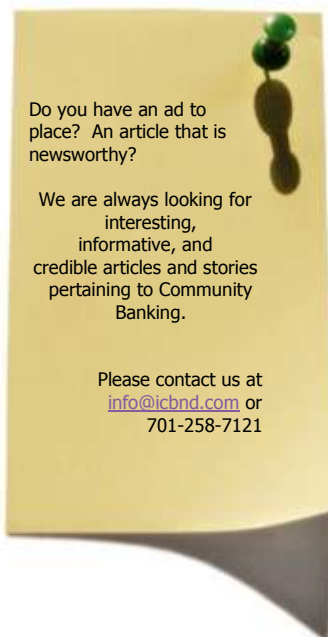 Do you have an ad to
place? An article that is
newsworthy?
We are always looking for
interesting,
informative, and
credible articles and stories
pertaining to Community
Banking.
Please contact us at
info@icbnd.com or
701-258-7121